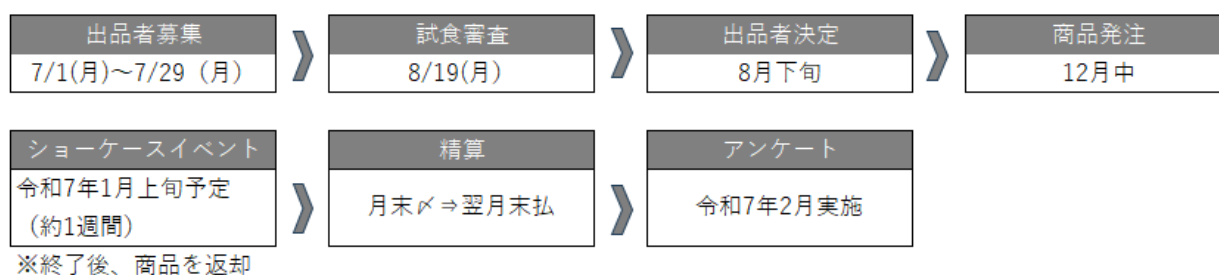 出品者募集
7/1(月)～7/29（月）
試食審査
8/19(月)
出品者決定
8月下旬
商品発注
12月中
ショーケースイベント
令和7年1月上旬予定
（約1週間）
※終了後、商品を返却
精算
月末〆⇒翌月末払
アンケート
令和7年2月実施